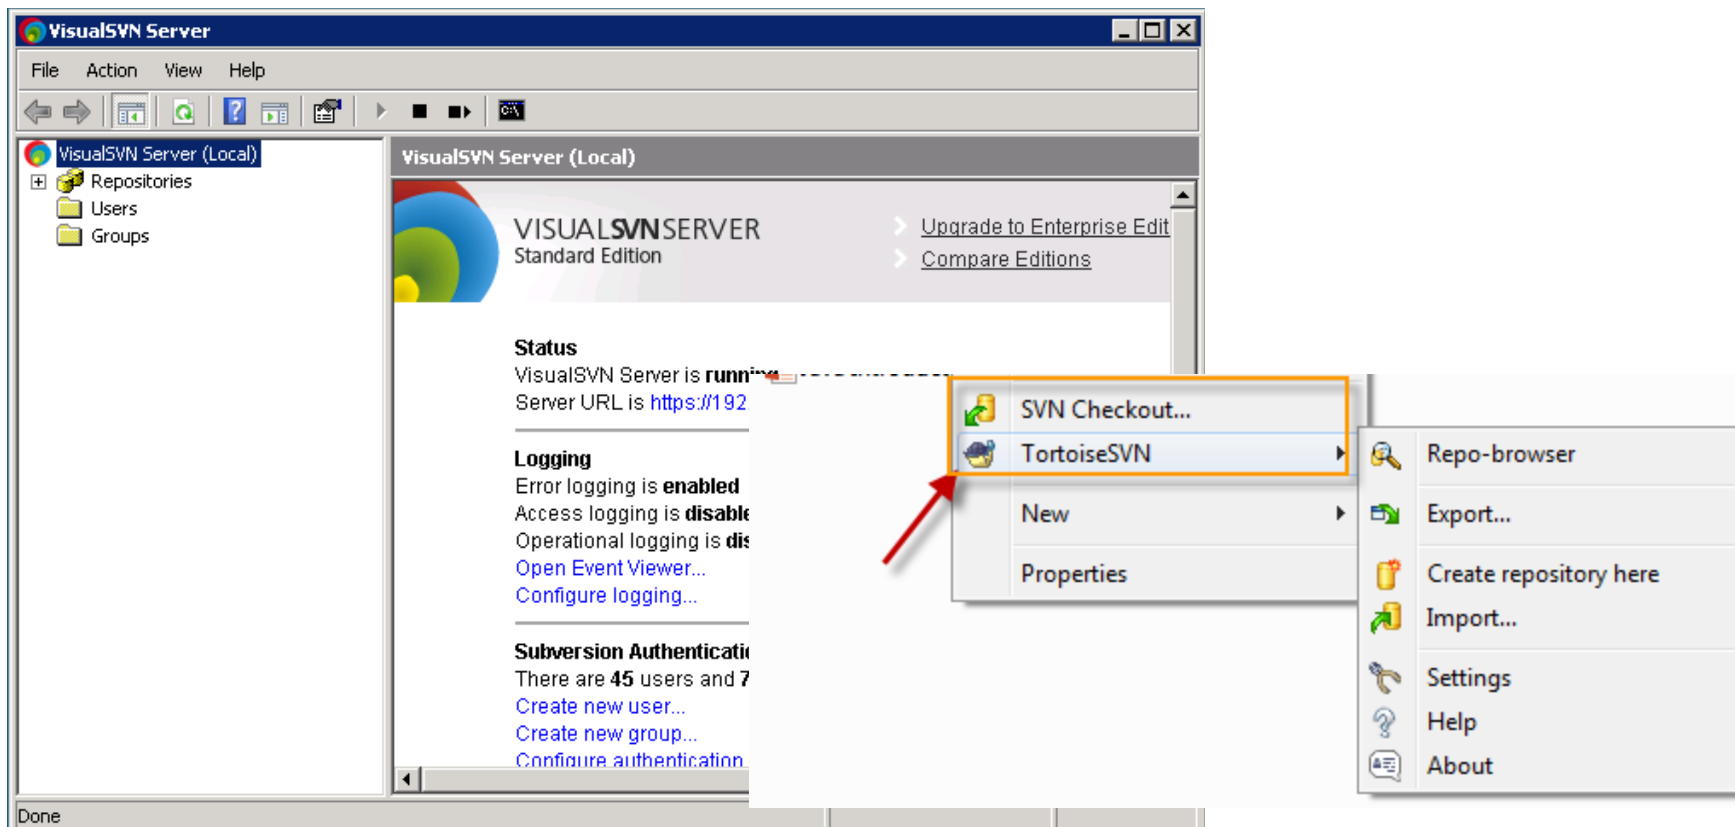 VisualSVN Server
File Action View Help
VisualSVN Server (Local)
Repositories
Users
Groups
VisualSVN Server (Local)
VISUALSVNSERVER
Standard Edition
Upgrade to Enterprise Edit
Compare Editions
Status
VisualSVN Server is running
Server URL is https://192.
Logging
Error logging is enabled
Access logging is disable
Operational logging is dis
Open Event Viewer...
Configure logging...
Subversion Authenticati
There are 45 users and 7
Create new user...
Create new group...
Configure authentication
Done
SVN Checkout...
TortoiseSVN
New
Properties
Repo-browser
Export...
Create repository here
Import...
Settings
Help
About